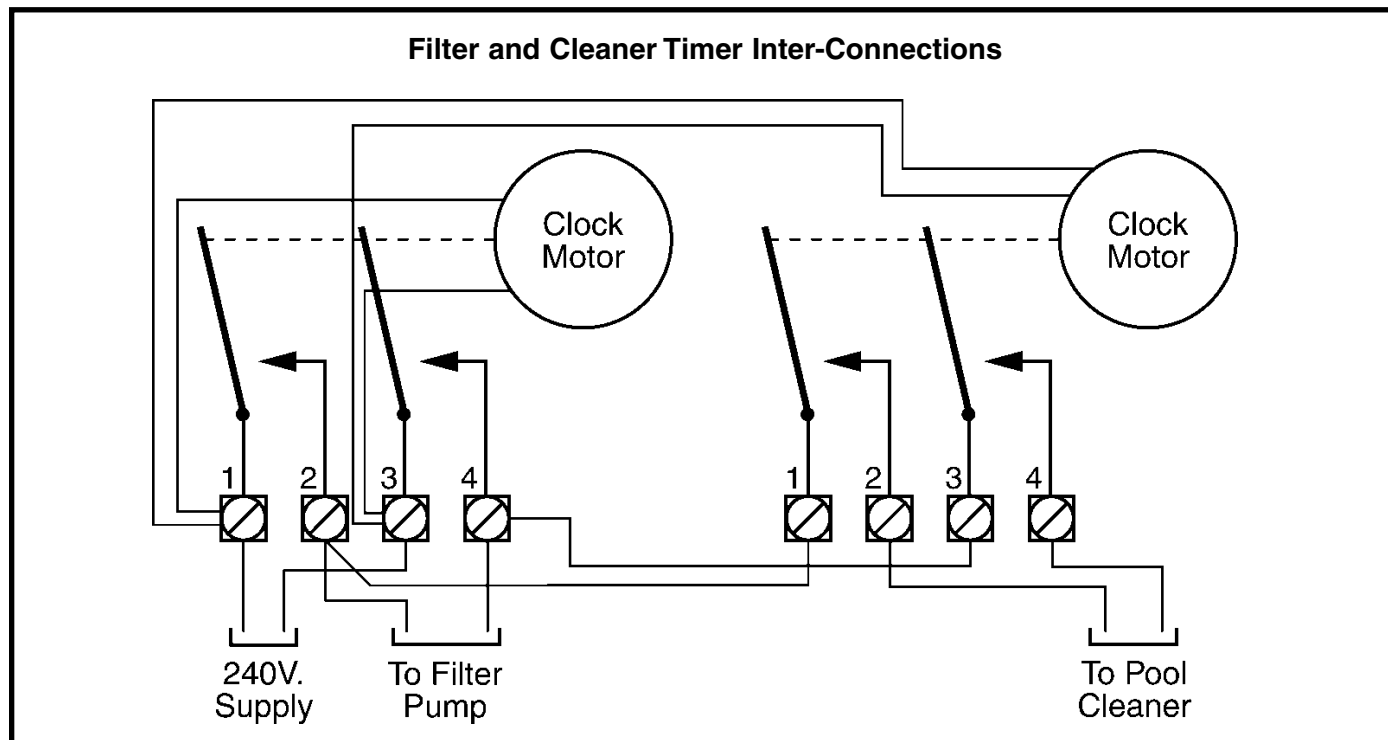 Filter and Cleaner Timer Inter-Connections
Clock
Motor
Clock
Motor
1 2 3 4
1 2 3 4
240V.
Supply
To Filter
Pump
To Pool
Cleaner